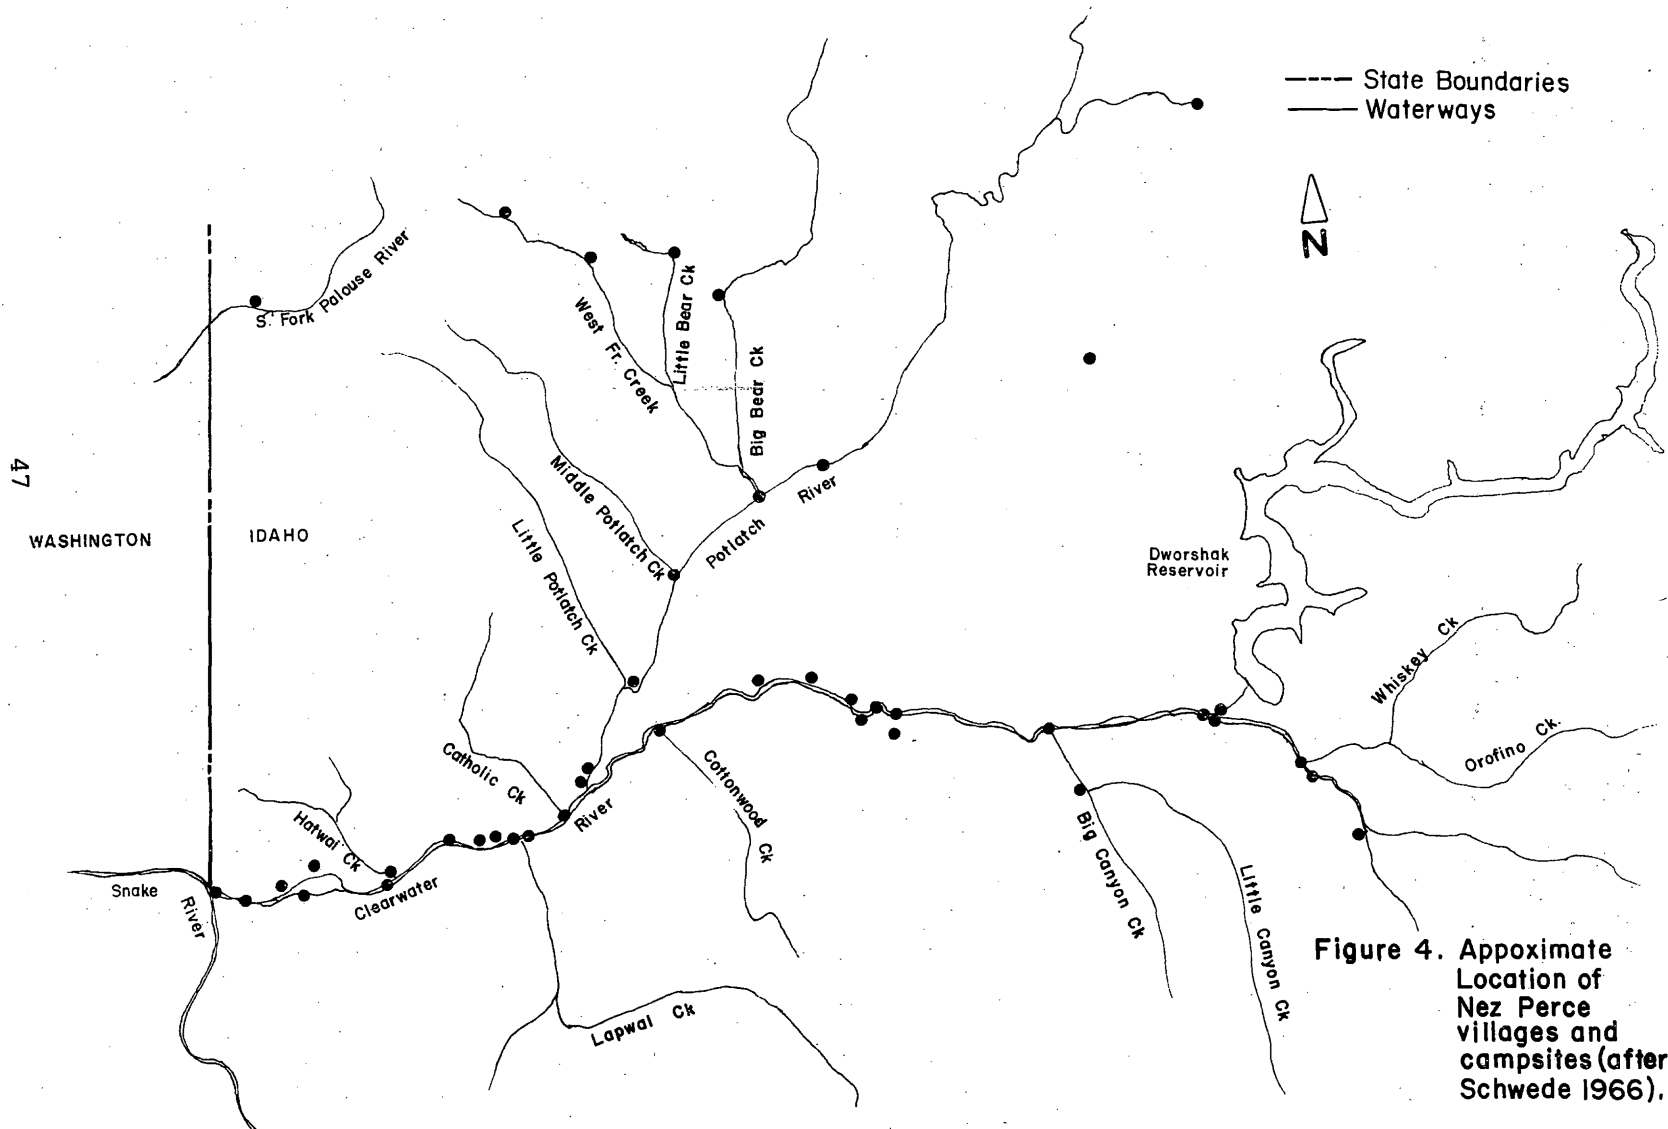 State Boundaries
Waterways
N
S. Fork Palouse River
West Fr. Creek
Little Bear Ck
Big Bear Ck
Middle Potlatch Ck
Little Potlatch Ck
Potlatch River
47
WASHINGTON
IDAHO
Dworshak
Reservoir
Whiskey Ck
Orofino Ck.
Catholic Ck
Cottonwood Ck
Hatwai Ck
Clearwater River
Snake River
Big Canyon Ck
Little Canyon Ck
Lapwai Ck
Figure 4. Appoximate
Location of
Nez Perce
villages and
campsites (after
Schwede 1966).